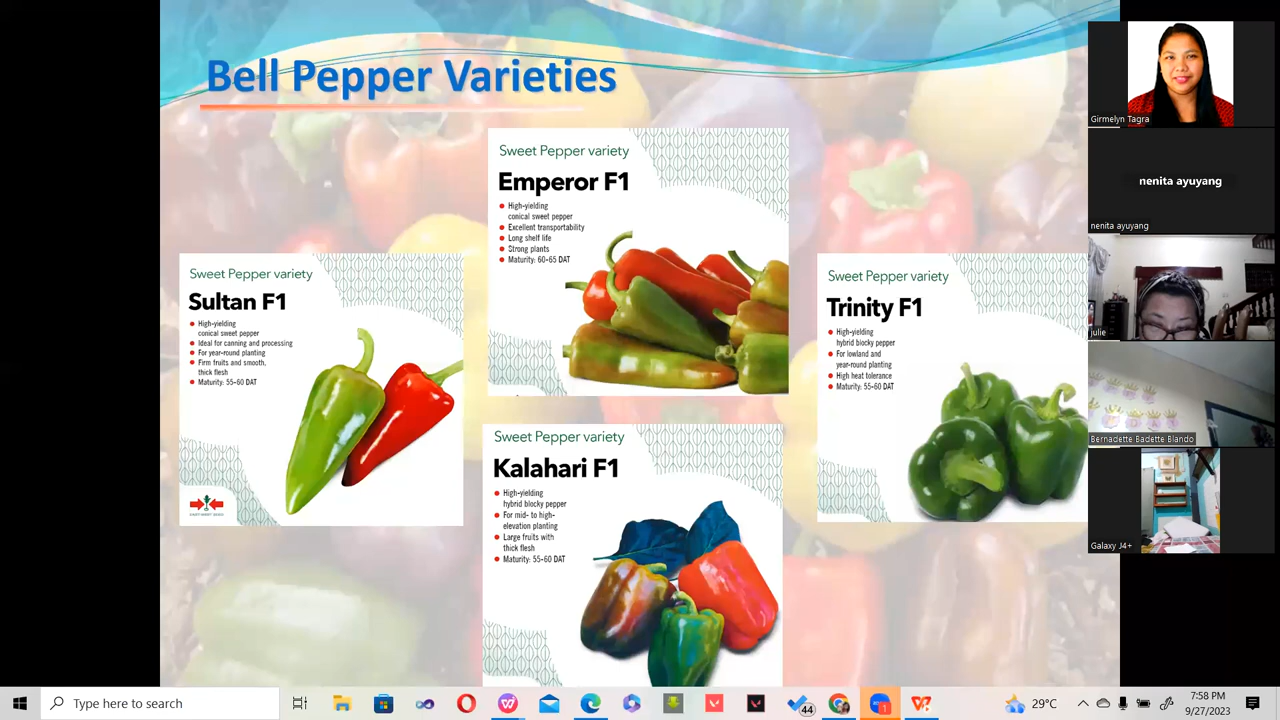 Bell Pepper Varieties
Sweet Pepper variety
Emperor F1
High-yielding
conical sweet pepper
Excellent transportability
Long shelf life
Strong plants
Maturity: 60-65 DAT
Sweet Pepper variety
Sultan F1
High-yielding
conical sweet pepper
Ideal for canning and processing
For year-round planting
Firm fruits and smooth,
thick flesh
Maturity: 55-60 DAT
Sweet Pepper variety
Trinity F1
High-yielding
hybrid blocky pepper
For lowland and
year-round planting
High heat tolerance
Maturity: 55-60 DAT
Sweet Pepper variety
Kalahari F1
High-yielding
hybrid blocky pepper
For mid- to high-
elevation planting
Large fruits with
thick flesh
Maturity: 55-60 DAT
Girmelyn Tagra
nenita ayuyang
nenita ayuyang
julie
Bernadette Badette Blando
Galaxy J4+
Type here to search
44
1
29°C
7:58 PM
9/27/2023